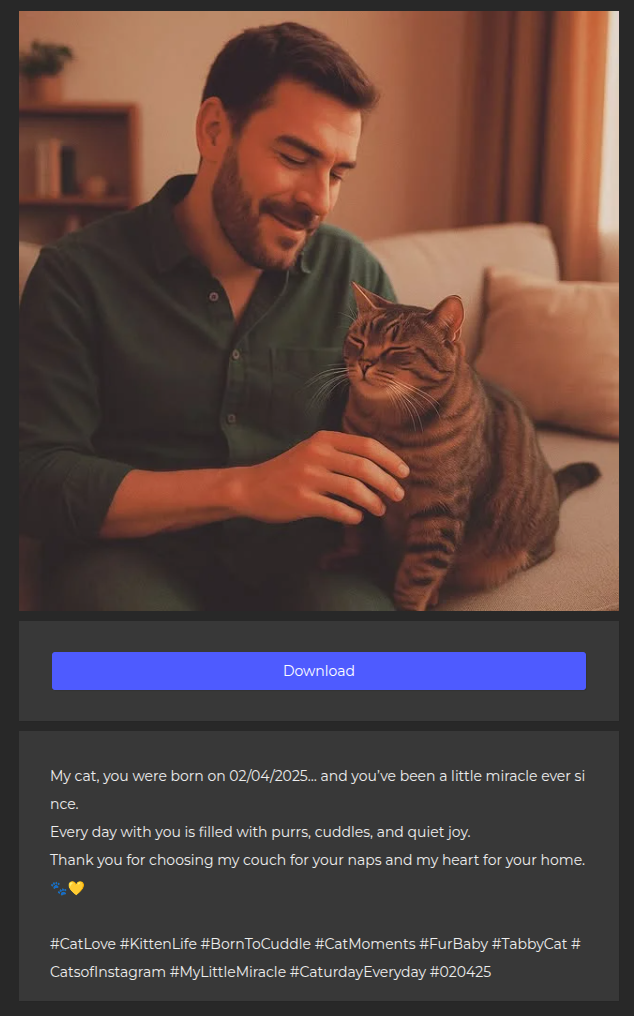 Download
My cat, you were born on 02/04/2025... and you’ve been a little miracle ever si
nce.
Every day with you is filled with purrs, cuddles, and quiet joy.
Thank you for choosing my couch for your naps and my heart for your home.
🐾💛
#CatLove #KittenLife #BornToCuddle #CatMoments #FurBaby #TabbyCat #
CatsofInstagram #MyLittleMiracle #CaturdayEveryday #020425